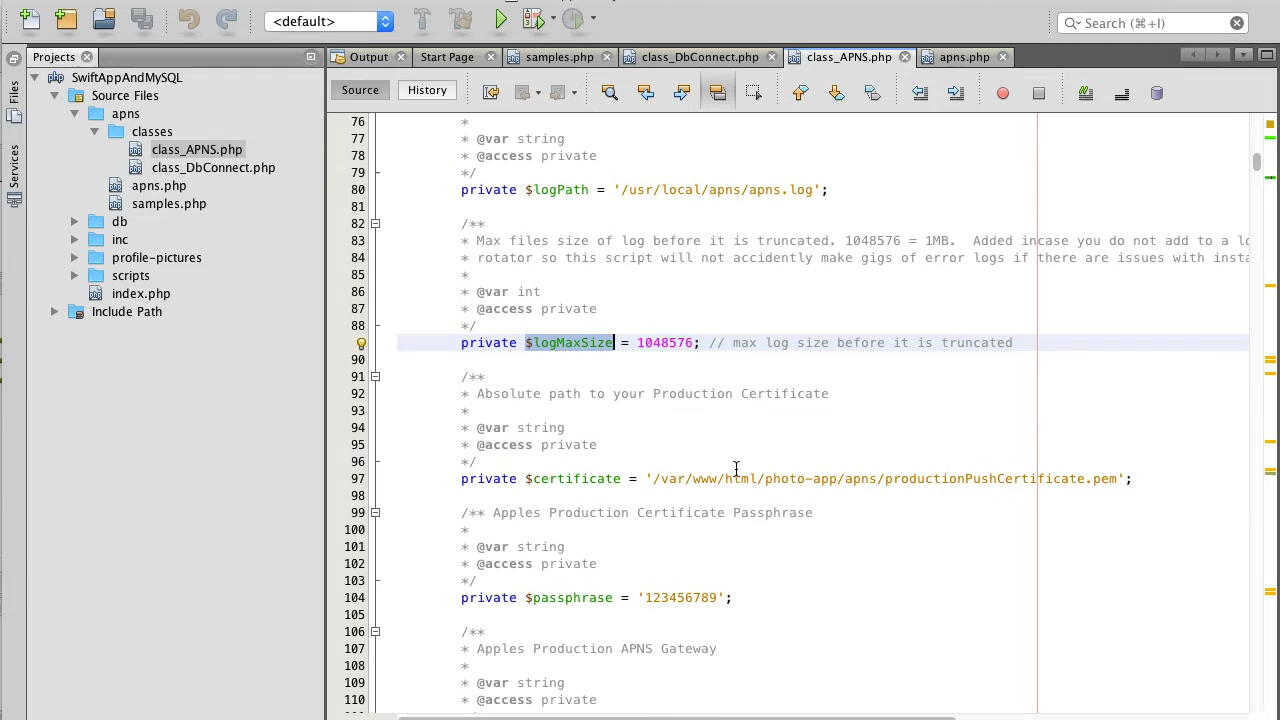 <default>
Search (⌘+I)
Projects
Output
Start Page
samples.php
class_DbConnect.php
class_APNS.php
apns.php
Files
Services
SwiftAppAndMySQL
Source Files
apns
classes
class_APNS.php
class_DbConnect.php
apns.php
samples.php
db
inc
profile-pictures
scripts
index.php
Include Path
Source
History
76 *
77 * @var string
78 * @access private
79 */
80 private $logPath = '/usr/local/apns/apns.log';
81
82 /**
83 * Max files size of log before it is truncated. 1048576 = 1MB.  Added incase you do not add to a lo
84 * rotator so this script will not accidently make gigs of error logs if there are issues with insta
85 *
86 * @var int
87 * @access private
88 */
private $logMaxSize = 1048576; // max log size before it is truncated
90
91 /**
92 * Absolute path to your Production Certificate
93 *
94 * @var string
95 * @access private
96 */
97 private $certificate = '/var/www/html/photo-app/apns/productionPushCertificate.pem';
98
99 /** Apples Production Certificate Passphrase
100 *
101 * @var string
102 * @access private
103 */
104 private $passphrase = '123456789';
105
106 /**
107 * Apples Production APNS Gateway
108 *
109 * @var string
110 * @access private